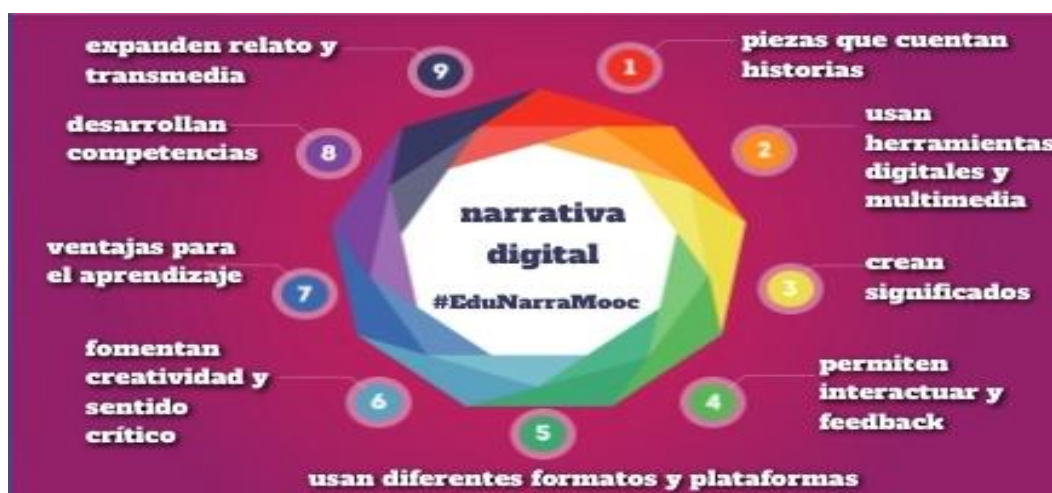 narrativa
digital
#EduNarraMooc
1
piezas que cuentan
historias
2
usan
herramientas
digitales y
multimedia
3
crean
significados
4
permiten
interactuar y
feedback
5
usan diferentes formatos y plataformas
6
fomentan
creatividad y
sentido
crítico
7
ventajas para
el aprendizaje
8
desarrollan
competencias
9
expanden relato y
transmedia